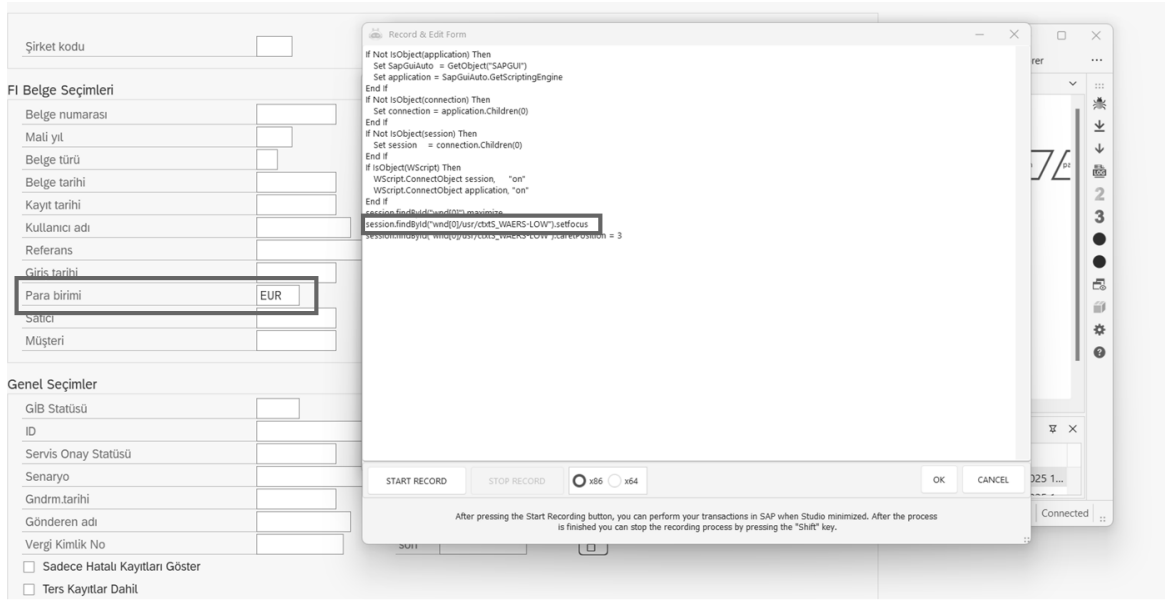 Şirket kodu
FI Belge Seçimleri
Belge numarası
Mali yıl
Belge türü
Belge tarihi
Kayıt tarihi
Kullanıcı adı
Referans
Giriş tarihi
Para birimi
EUR
Satıcı
Müşteri
Genel Seçimler
GİB Statüsü
ID
Servis Onay Statüsü
Senaryo
Gndrm.tarihi
Gönderen adı
Vergi Kimlik No
Sadece Hatalı Kayıtları Göster
Ters Kayıtlar Dahil
Record & Edit Form
If Not IsObject(application) Then
Set SapGuiAuto = GetObject("SAPGUI")
Set application = SapGuiAuto.GetScriptingEngine
End If
If Not IsObject(connection) Then
Set connection = application.Children(0)
End If
If Not IsObject(session) Then
Set session = connection.Children(0)
End If
If IsObject(WScript) Then
WScript.ConnectObject session, "on"
WScript.ConnectObject application, "on"
End If
session.findById("wnd[0]").maximize
session.findById("wnd[0]/usr/ctxtS_WAERS-LOW").setfocus
session.findById("wnd[0]/usr/ctxtS_WAERS-LOW").caretPosition = 3
START RECORD
STOP RECORD
x86
x64
OK
CANCEL
After pressing the Start Recording button, you can perform your transactions in SAP when Studio minimized. After the process
is finished you can stop the recording process by pressing the "Shift" key.
son
rer
LOG
2
3
025 1...
Connected